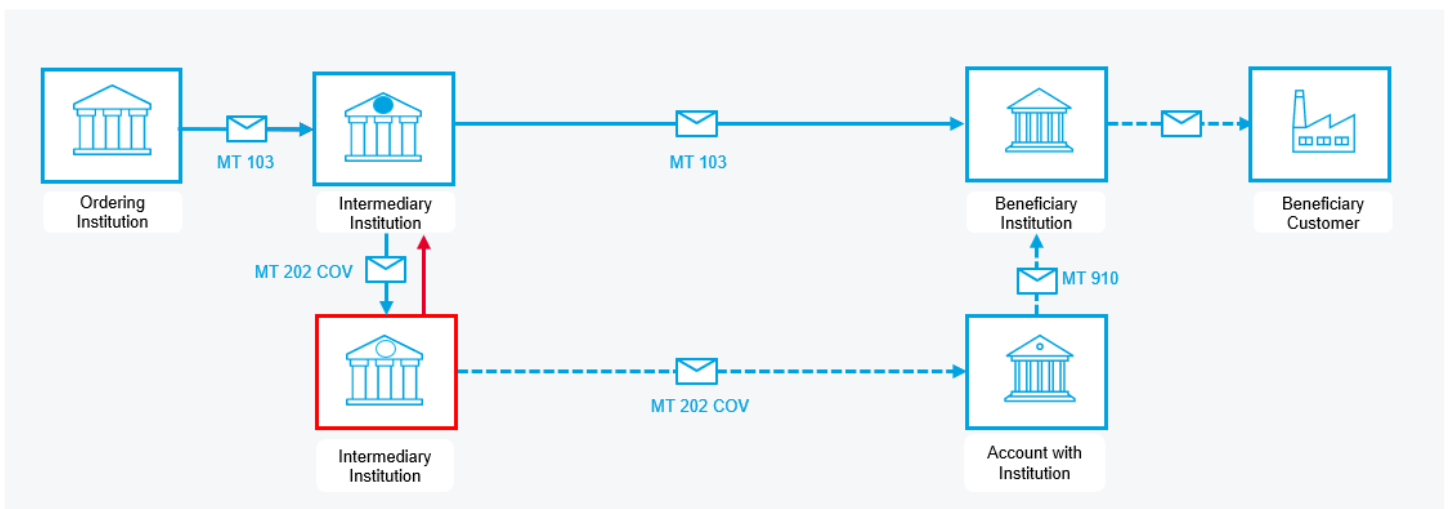 MT 103
MT 103
Ordering
Institution
Intermediary
Institution
Beneficiary
Institution
Beneficiary
Customer
MT 202 COV
MT 910
MT 202 COV
Intermediary
Institution
Account with
Institution